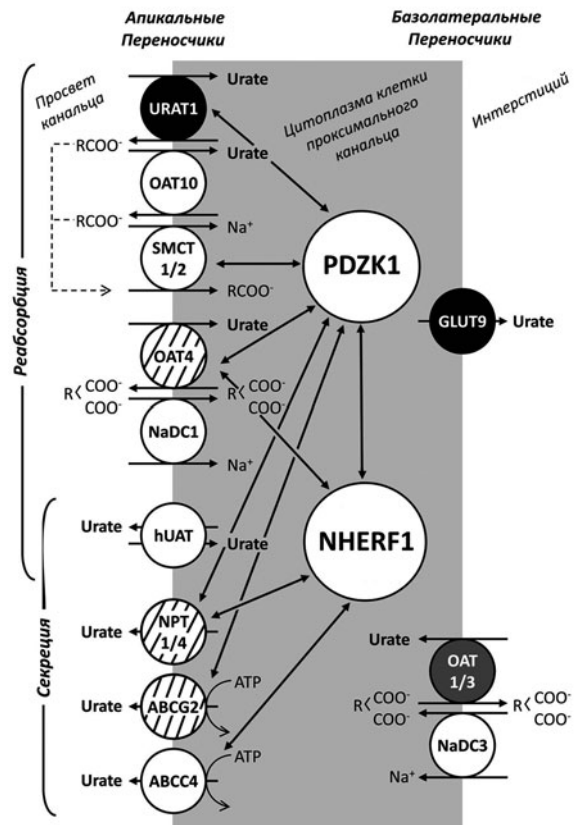 Апикальные
Переносчики
Базолатеральные
Переносчики
Просвет
канальца
Цитоплазма клетки
проксимального
канальца
Интерстиций
Реабсорбция
Секреция
Urate
URAT1
RCOO⁻
Urate
OAT10
RCOO⁻
Na⁺
SMCT
1/2
RCOO⁻
PDZK1
Urate
OAT4
GLUT9
Urate
R< COO⁻
COO⁻
R< COO⁻
COO⁻
NaDC1
Na⁺
Urate
hUAT
Urate
NHERF1
Urate
NPT
1/4
Urate
ABCG2
ATP
Urate
ABCC4
ATP
Urate
OAT
1/3
R< COO⁻
COO⁻
R< COO⁻
COO⁻
NaDC3
Na⁺